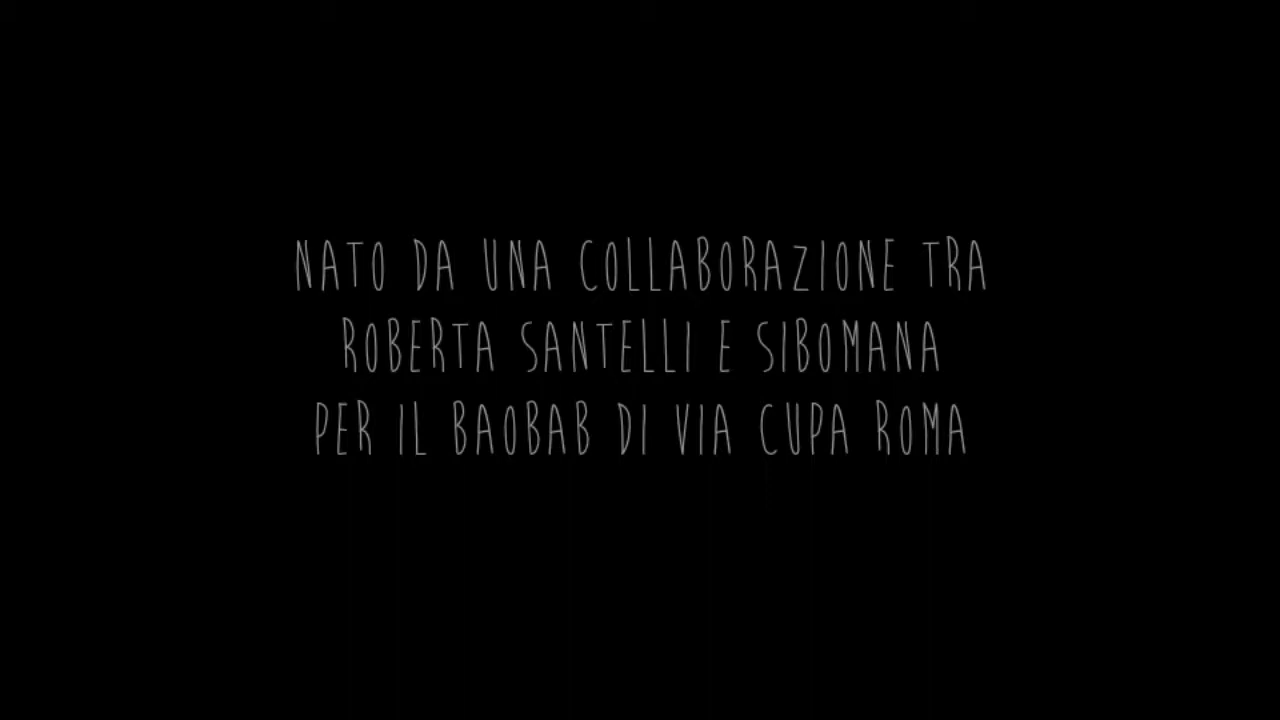 NATO DA UNA COLLABORAZIONE TRA
ROBERTA SANTELLI E SIBOMANA
PER IL BAOBAB DI VIA CUPA ROMA